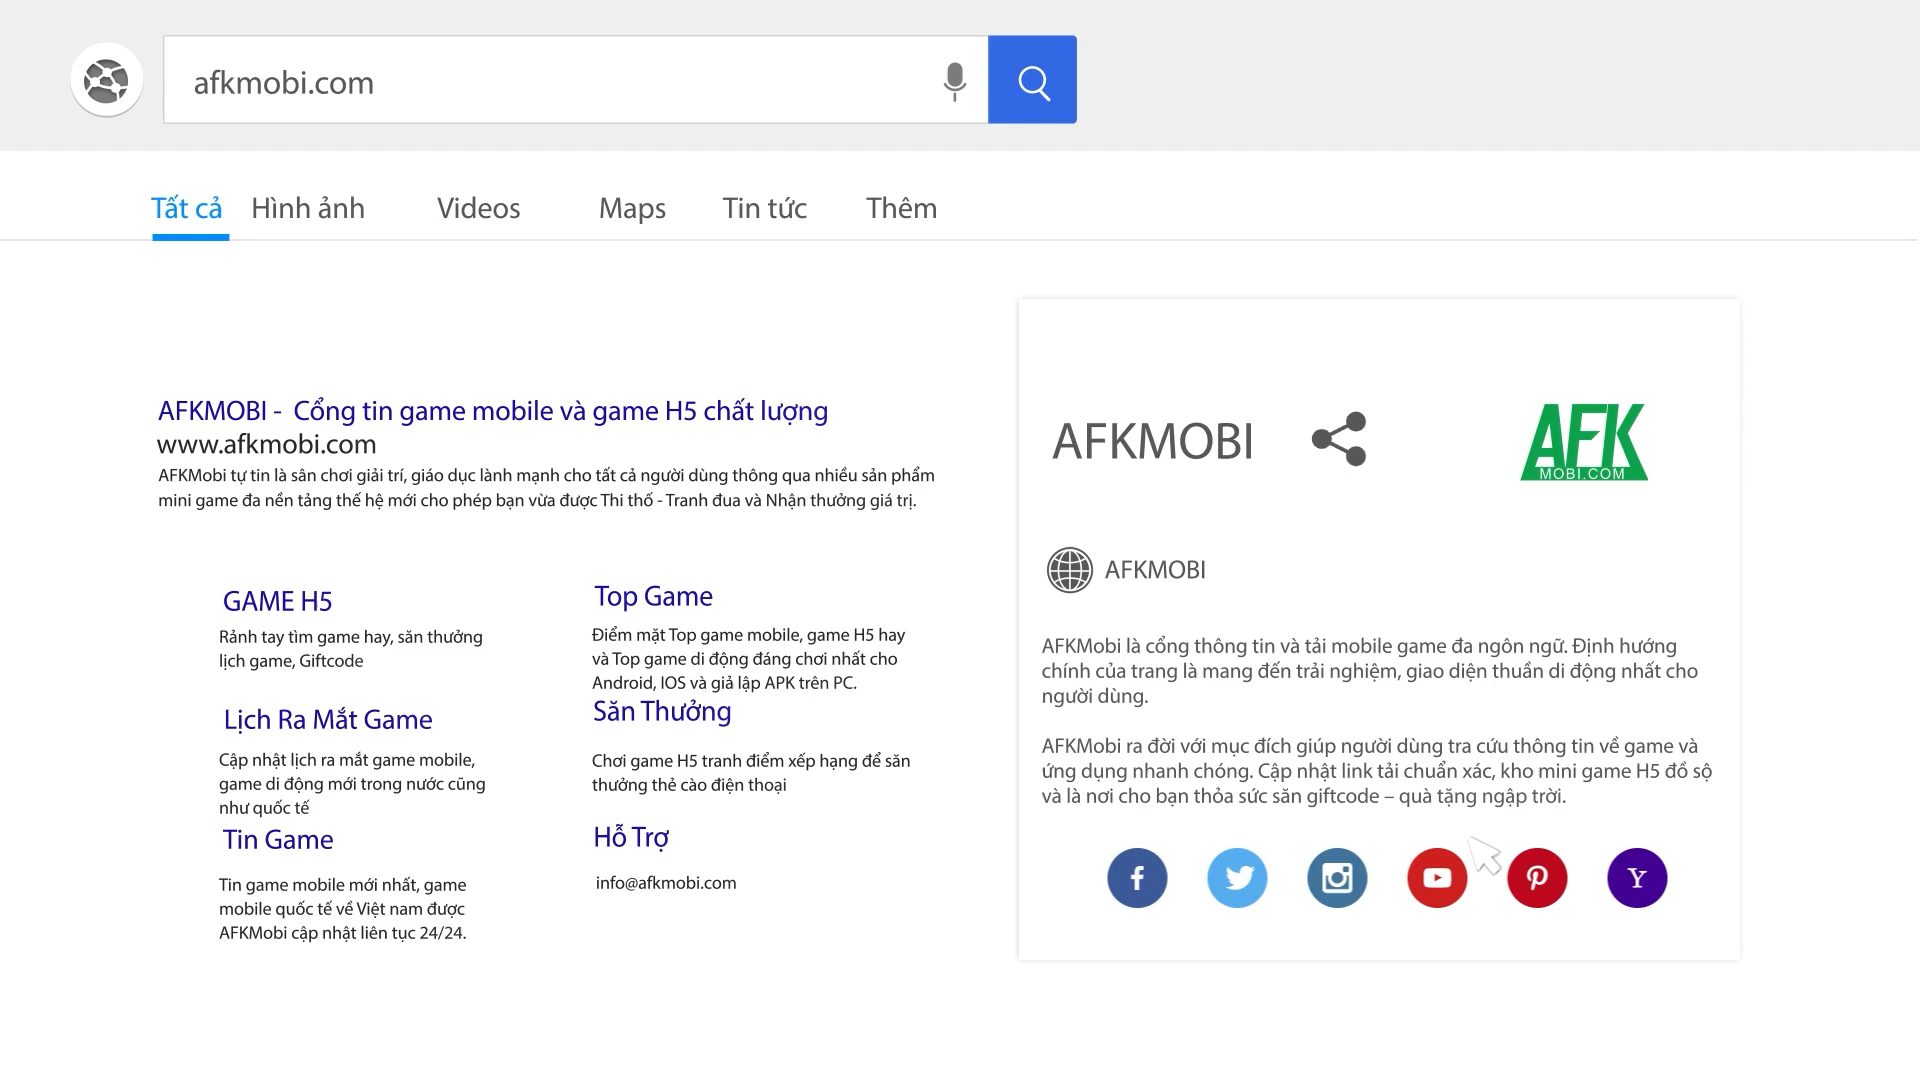 afkmobi.com
Tất cả
Hình ảnh
Videos
Maps
Tin tức
Thêm
AFKMOBI - Cổng tin game mobile và game H5 chất lượng
www.afkmobi.com
AFKMobi tự tin là sân chơi giải trí, giáo dục lành mạnh cho tất cả người dùng thông qua nhiều sản phẩm
mini game đa nền tảng thế hệ mới cho phép bạn vừa được Thi thố - Tranh đua và Nhận thưởng giá trị.
GAME H5
Rảnh tay tìm game hay, săn thưởng
lịch game, Giftcode
Lịch Ra Mắt Game
Cập nhật lịch ra mắt game mobile,
game di động mới trong nước cũng
như quốc tế
Tin Game
Tin game mobile mới nhất, game
mobile quốc tế về Việt nam được
AFKMobi cập nhật liên tục 24/24.
Top Game
Điểm mặt Top game mobile, game H5 hay
và Top game di động đáng chơi nhất cho
Android, IOS và giả lập APK trên PC.
Săn Thưởng
Chơi game H5 tranh điểm xếp hạng để săn
thưởng thẻ cào điện thoại
Hỗ Trợ
info@afkmobi.com
AFKMOBI
AFK
MOBI.COM
AFKMOBI
AFKMobi là cổng thông tin và tải mobile game đa ngôn ngữ. Định hướng
chính của trang là mang đến trải nghiệm, giao diện thuần di động nhất cho
người dùng.
AFKMobi ra đời với mục đích giúp người dùng tra cứu thông tin về game và
ứng dụng nhanh chóng. Cập nhật link tải chuẩn xác, kho mini game H5 đồ sộ
và là nơi cho bạn thỏa sức săn giftcode – quà tặng ngập trời.